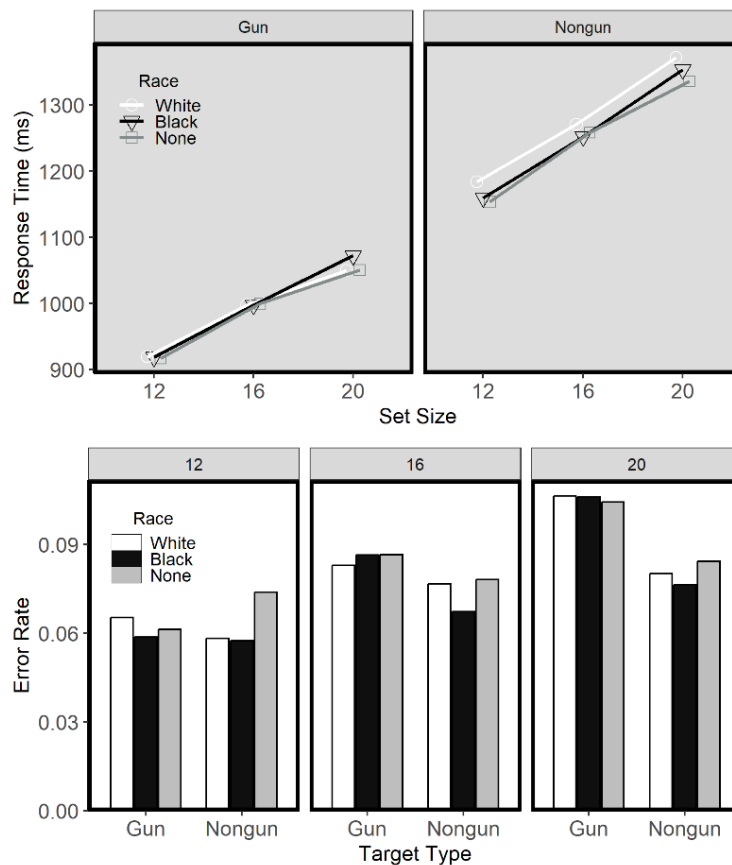 Gun Nongun
Response Time (ms)
1300
1200
1100
1000
900
Race
White
Black
None
12 16 20 12 16 20
Set Size
12 16 20
Error Rate
0.09
0.06
0.03
0.00
Race
White
Black
None
Gun Nongun Gun Nongun Gun Nongun
Target Type